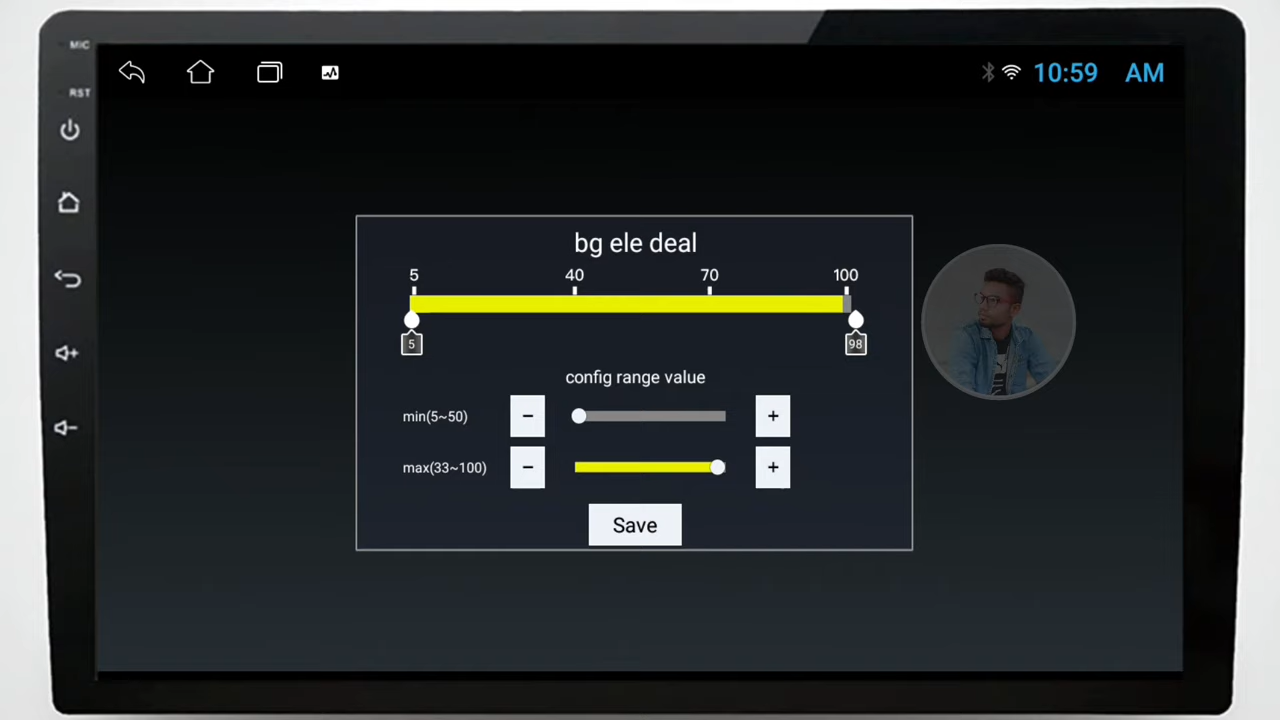 MIC
RST
10:59 AM
bg ele deal
5 40 70 100
5 98
config range value
min(5~50) − +
max(33~100) − +
Save